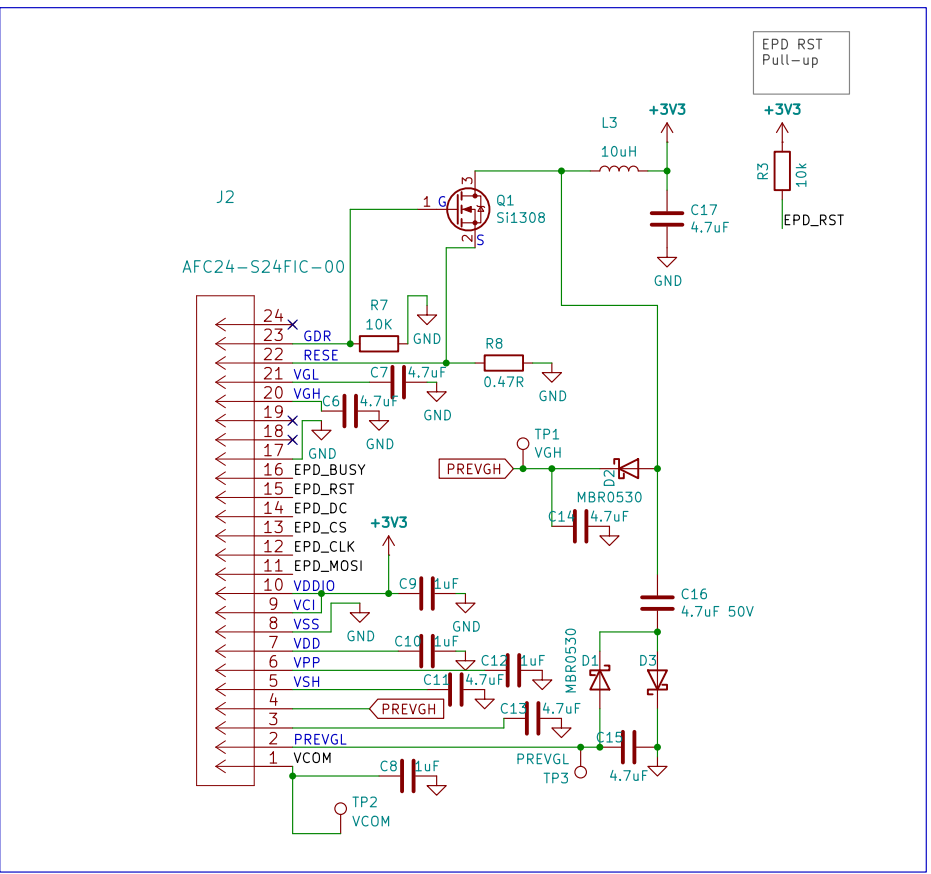 EPD RST
Pull-up
+3V3
+3V3
L3
10uH
R3
10k
EPD_RST
J2
3
1
G
Q1
Si1308
2
S
C17
4.7uF
GND
AFC24-S24FIC-00
R7
10K
GND
R8
0.47R
GND
24
23
GDR
22
RESE
21
VGL
C7
4.7uF
GND
20
VGH
C6
4.7uF
GND
19
18
17
GND
16
EPD_BUSY
15
EPD_RST
14
EPD_DC
13
EPD_CS
12
EPD_CLK
11
EPD_MOSI
10
VDDIO
9
VCI
8
VSS
7
VDD
6
VPP
5
VSH
4
3
2
PREVGL
1
VCOM
TP1
VGH
PREVGH
D2
MBR0530
C14
4.7uF
+3V3
C9
1uF
GND
GND
C16
4.7uF 50V
C10
1uF
C12
1uF
C11
4.7uF
MBR0530
D1
D3
PREVGH
C13
4.7uF
C15
4.7uF
PREVGL
TP3
C8
1uF
TP2
VCOM